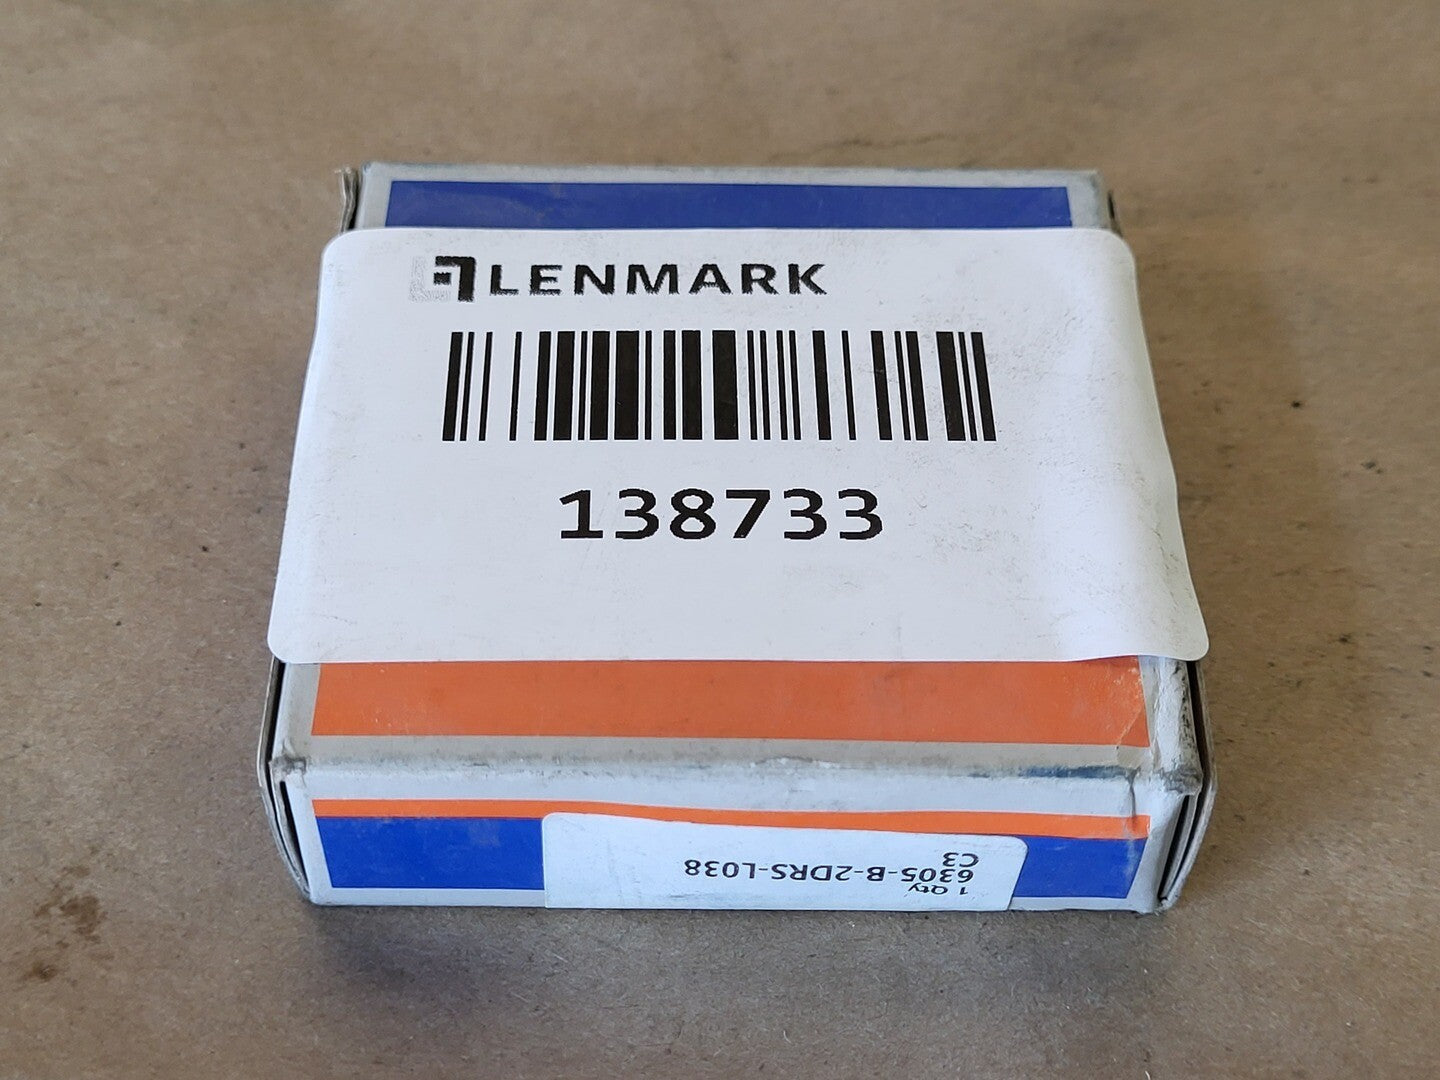 LENMARK
138733
1 Qty
6305-B-2DRS-L038
C3